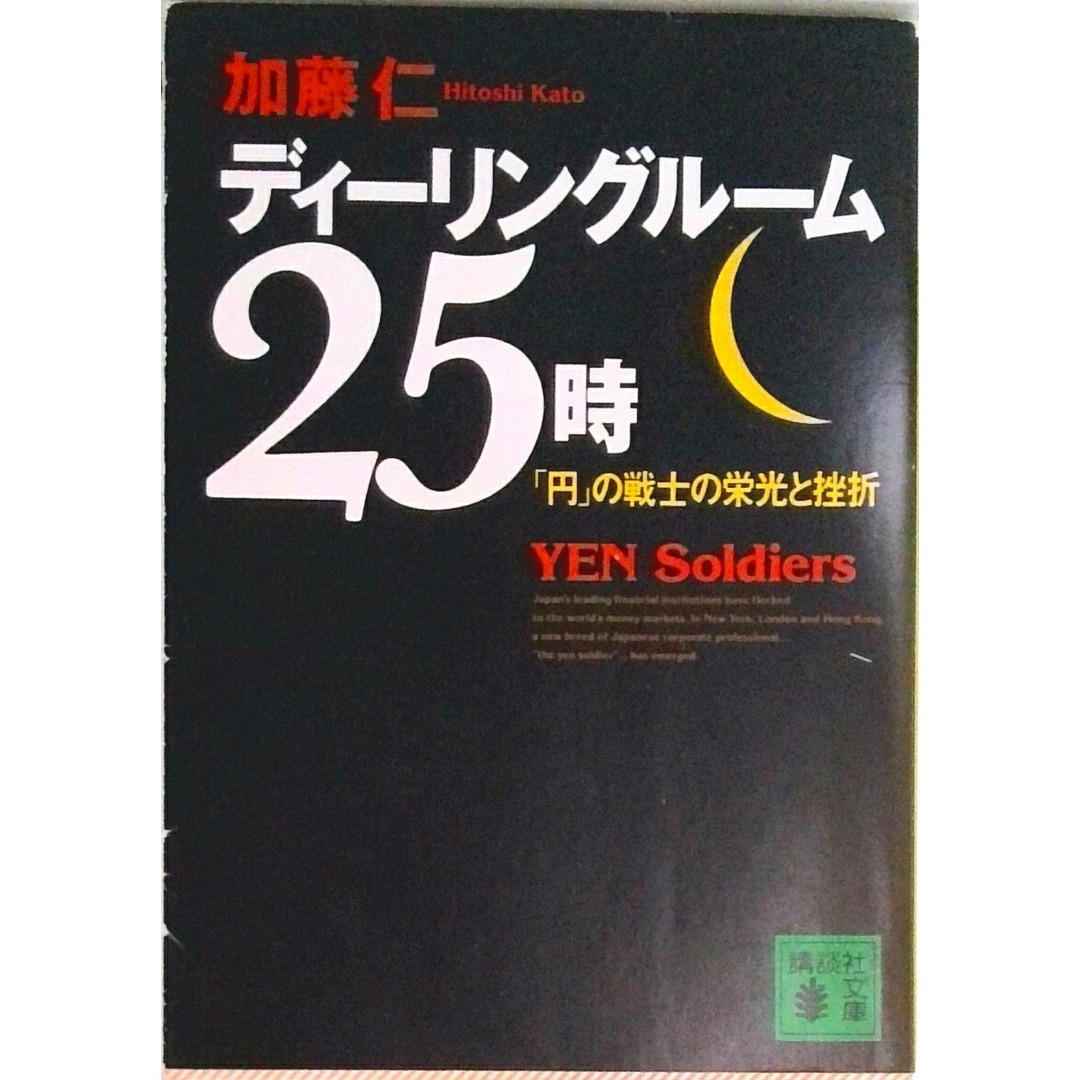 加藤 仁 Hitoshi Kato
ディーリングルーム
25時
「円」の戦士の栄光と挫折
YEN Soldiers
Japan's leading financial institutions have flocked
to the world's money markets. In New York, London and Hong Kong,
a new breed of Japanese corporate professional...
"the yen soldier"...has emerged.
講談社
文庫